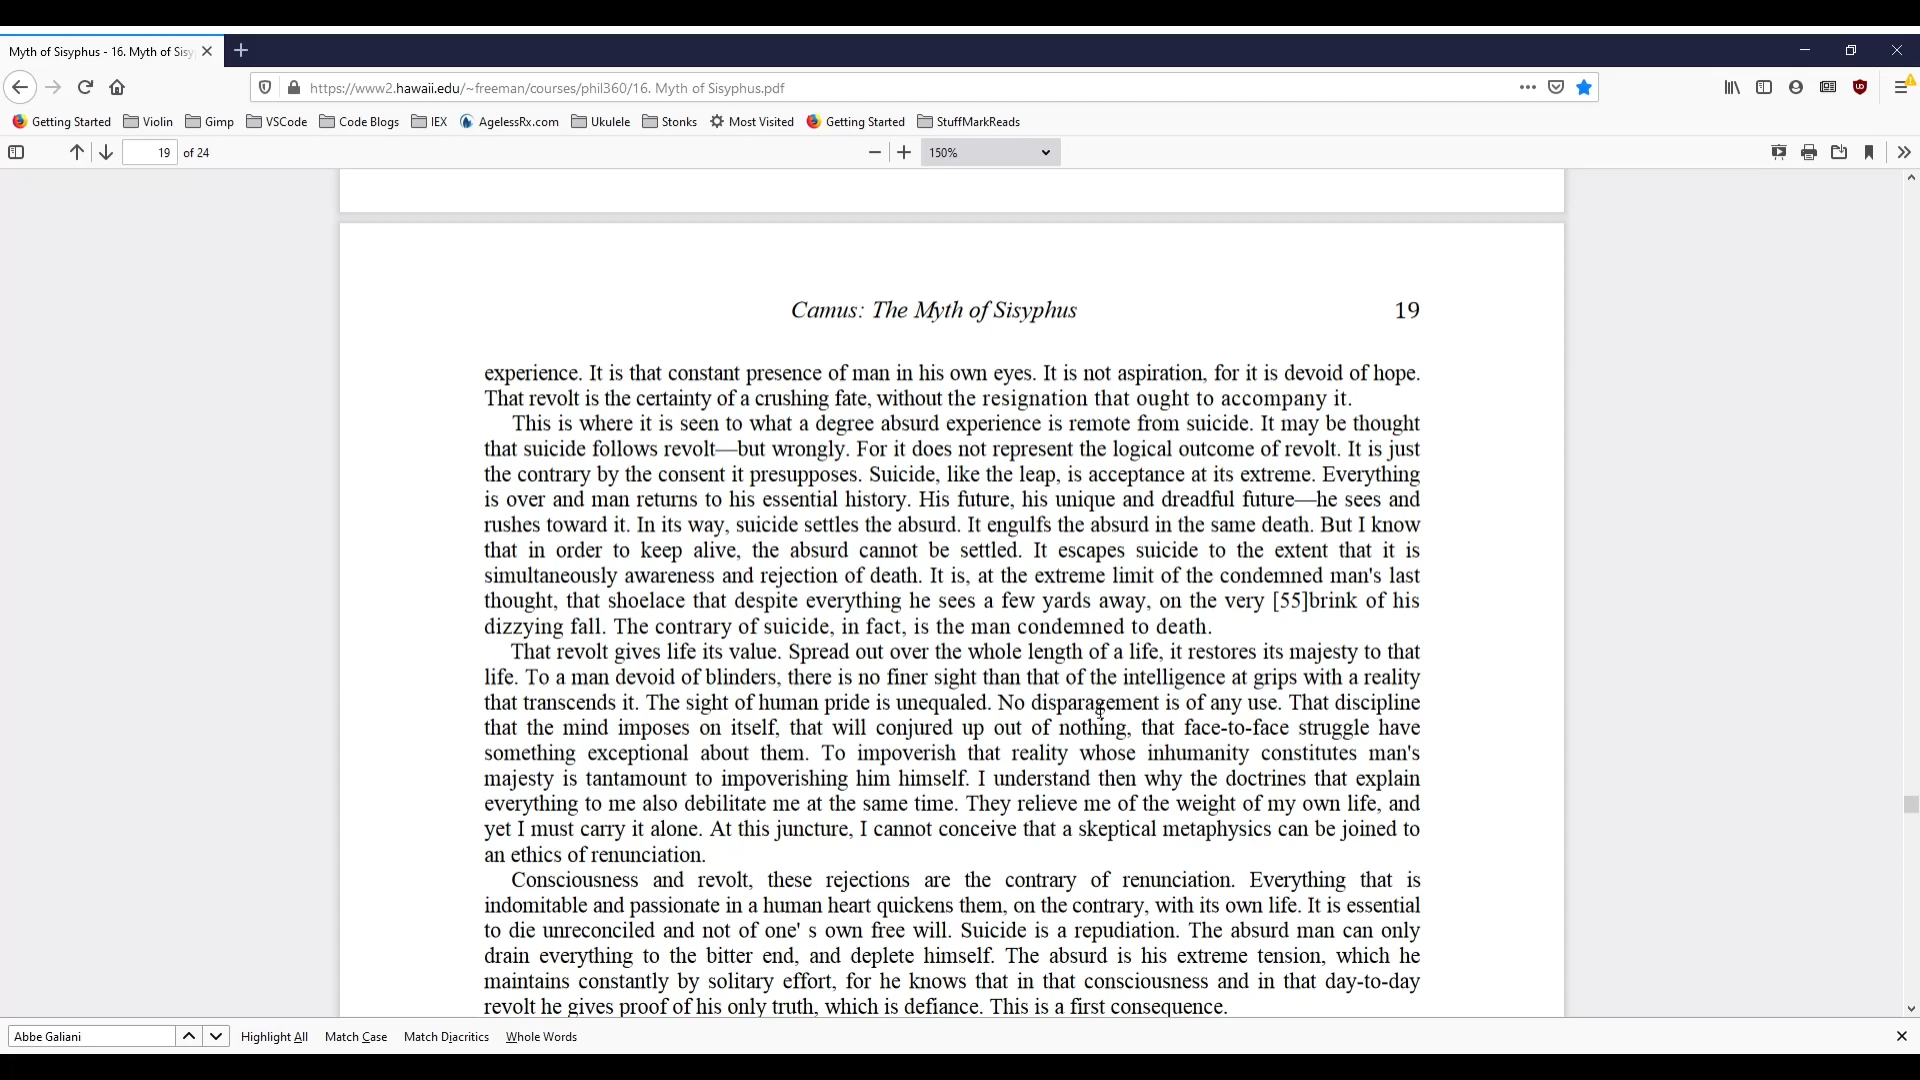 Myth of Sisyphus - 16. Myth of Sisy
https://www2.hawaii.edu/~freeman/courses/phil360/16. Myth of Sisyphus.pdf
Getting Started Violin Gimp VSCode Code Blogs IEX AgelessRx.com Ukulele Stonks Most Visited Getting Started StuffMarkReads
19 of 24 150%
Camus: The Myth of Sisyphus 19
experience. It is that constant presence of man in his own eyes. It is not aspiration, for it is devoid of hope.
That revolt is the certainty of a crushing fate, without the resignation that ought to accompany it.
This is where it is seen to what a degree absurd experience is remote from suicide. It may be thought
that suicide follows revolt—but wrongly. For it does not represent the logical outcome of revolt. It is just
the contrary by the consent it presupposes. Suicide, like the leap, is acceptance at its extreme. Everything
is over and man returns to his essential history. His future, his unique and dreadful future—he sees and
rushes toward it. In its way, suicide settles the absurd. It engulfs the absurd in the same death. But I know
that in order to keep alive, the absurd cannot be settled. It escapes suicide to the extent that it is
simultaneously awareness and rejection of death. It is, at the extreme limit of the condemned man's last
thought, that shoelace that despite everything he sees a few yards away, on the very [55]brink of his
dizzying fall. The contrary of suicide, in fact, is the man condemned to death.
That revolt gives life its value. Spread out over the whole length of a life, it restores its majesty to that
life. To a man devoid of blinders, there is no finer sight than that of the intelligence at grips with a reality
that transcends it. The sight of human pride is unequaled. No disparagement is of any use. That discipline
that the mind imposes on itself, that will conjured up out of nothing, that face-to-face struggle have
something exceptional about them. To impoverish that reality whose inhumanity constitutes man's
majesty is tantamount to impoverishing him himself. I understand then why the doctrines that explain
everything to me also debilitate me at the same time. They relieve me of the weight of my own life, and
yet I must carry it alone. At this juncture, I cannot conceive that a skeptical metaphysics can be joined to
an ethics of renunciation.
Consciousness and revolt, these rejections are the contrary of renunciation. Everything that is
indomitable and passionate in a human heart quickens them, on the contrary, with its own life. It is essential
to die unreconciled and not of one' s own free will. Suicide is a repudiation. The absurd man can only
drain everything to the bitter end, and deplete himself. The absurd is his extreme tension, which he
maintains constantly by solitary effort, for he knows that in that consciousness and in that day-to-day
revolt he gives proof of his only truth, which is defiance. This is a first consequence.
Abbe Galiani Highlight All Match Case Match Diacritics Whole Words